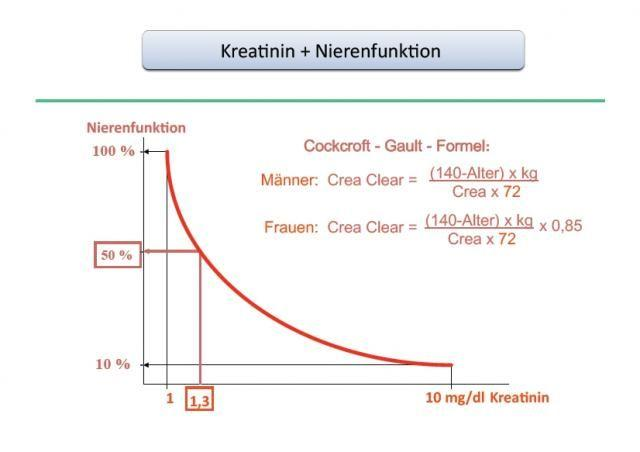 Kreatinin + Nierenfunktion
Nierenfunktion
100 %
50 %
10 %
1
1,3
10 mg/dl Kreatinin
Cockcroft - Gault - Formel:
Männer: Crea Clear = (140-Alter) x kg
Crea x 72
Frauen: Crea Clear = (140-Alter) x kg x 0,85
Crea x 72